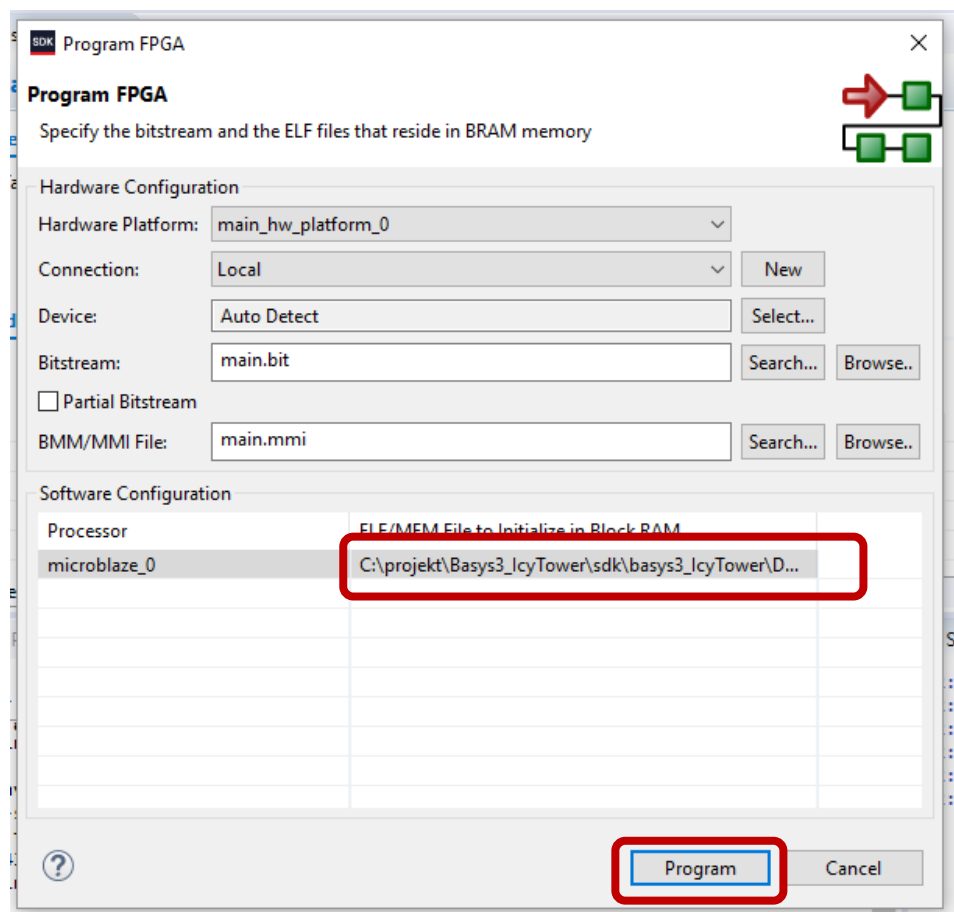 SDK Program FPGA
Program FPGA
Specify the bitstream and the ELF files that reside in BRAM memory
Hardware Configuration
Hardware Platform: main_hw_platform_0
Connection: Local New
Device: Auto Detect Select...
Bitstream: main.bit Search... Browse..
Partial Bitstream
BMM/MMI File: main.mmi Search... Browse..
Software Configuration
Processor ELF/MEM File to Initialize in Block RAM
microblaze_0 C:\projekt\Basys3_IcyTower\sdk\basys3_IcyTower\D...
? Program Cancel